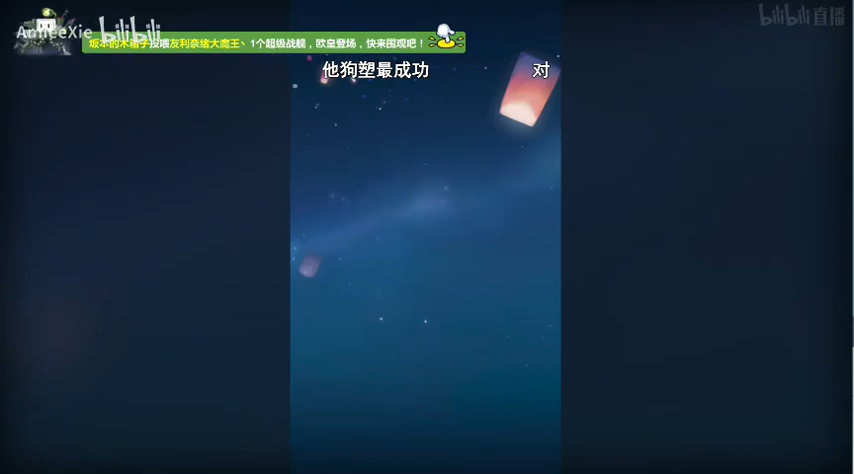 AmiceXie bilibili
bilibili直播
坂本的木箱子投喂友利奈绪大魔王丶 1个超级战舰，欧皇登场，快来围观吧！
他狗塑最成功
对